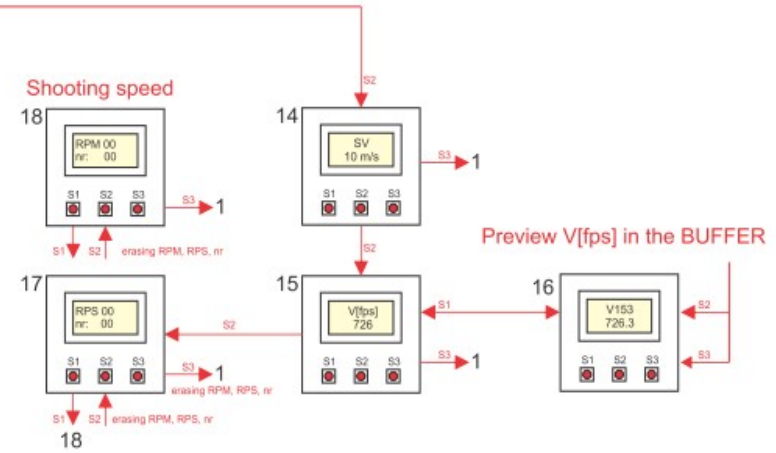 S2
Shooting speed
18
RPM 00
nr: 00
S1 S2 S3
S3
1
S1
S2
erasing RPM, RPS, nr
14
SV
10 m/s
S1 S2 S3
S3
1
S2
Preview V[fps] in the BUFFER
17
RPS 00
nr: 00
S1 S2 S3
S3
1
erasing RPM, RPS, nr
S1
S2
erasing RPM, RPS, nr
18
S2
15
V[fps]
726
S1 S2 S3
S1
S3
1
16
V153
726.3
S1 S2 S3
S2
S3